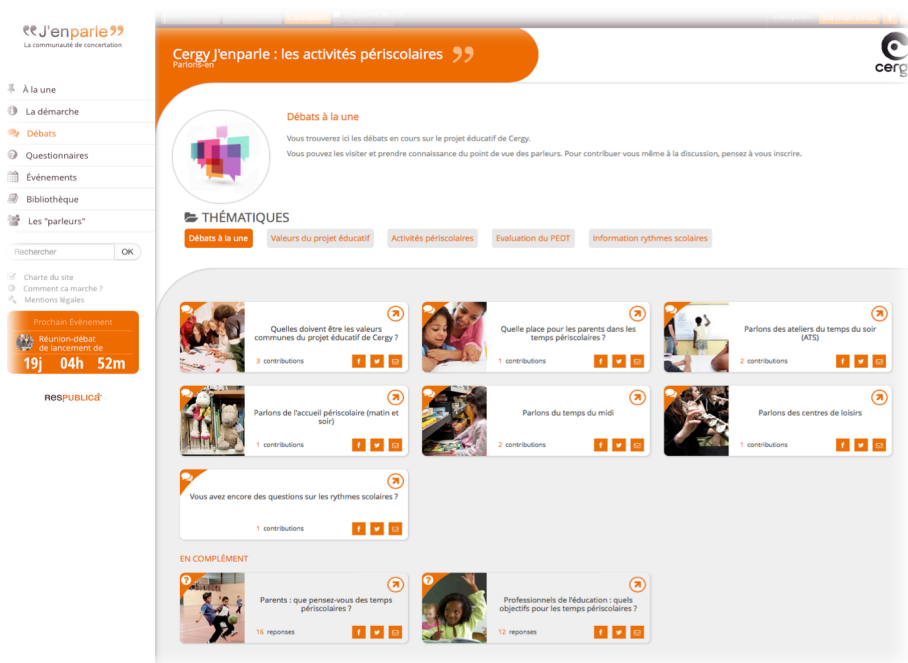 J'enparle
La communauté de concertation
À la une
La démarche
Débats
Questionnaires
Événements
Bibliothèque
Les "parleurs"
Rechercher OK
Charte du site
Comment ca marche ?
Mentions légales
Prochain Evènement
Réunion-débat
de lancement de
19j 04h 52m
RESPUBLICA
Cergy J'enparle : les activités périscolaires
Parlons-en
cerg
Débats à la une
Vous trouverez ici les débats en cours sur le projet éducatif de Cergy.
Vous pouvez les visiter et prendre connaissance du point de vue des parleurs. Pour contribuer vous même à la discussion, pensez à vous inscrire.
THÉMATIQUES
Débats à la une Valeurs du projet éducatif Activités périscolaires Evaluation du PEDT Information rythmes scolaires
Quelles doivent être les valeurs
communes du projet éducatif de Cergy ?
3 contributions
Quelle place pour les parents dans les
temps périscolaires ?
1 contributions
Parlons des ateliers du temps du soir
(ATS)
2 contributions
Parlons de l'accueil périscolaire (matin et
soir)
1 contributions
Parlons du temps du midi
2 contributions
Parlons des centres de loisirs
1 contributions
Vous avez encore des questions sur les rythmes scolaires ?
1 contributions
EN COMPLÉMENT
Parents : que pensez-vous des temps
périscolaires ?
16 reponses
Professionnels de l'éducation : quels
objectifs pour les temps périscolaires ?
12 reponses